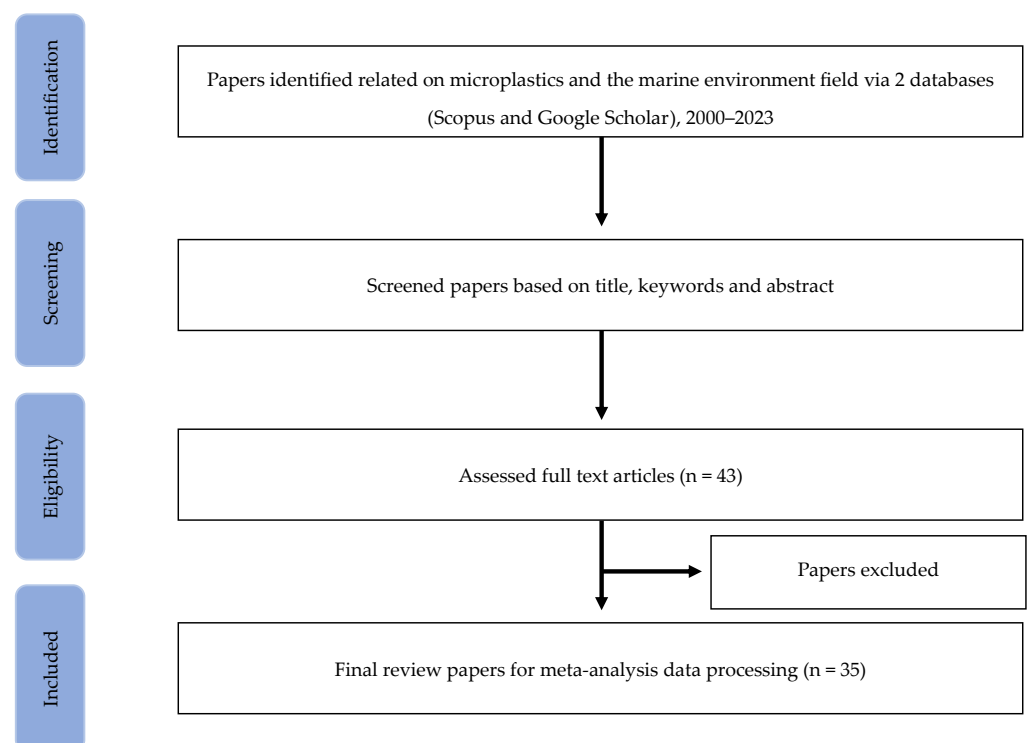 Identification
Papers identified related on microplastics and the marine environment field via 2 databases
(Scopus and Google Scholar), 2000–2023
Screening
Screened papers based on title, keywords and abstract
Eligibility
Assessed full text articles (n = 43)
Papers excluded
Included
Final review papers for meta-analysis data processing (n = 35)